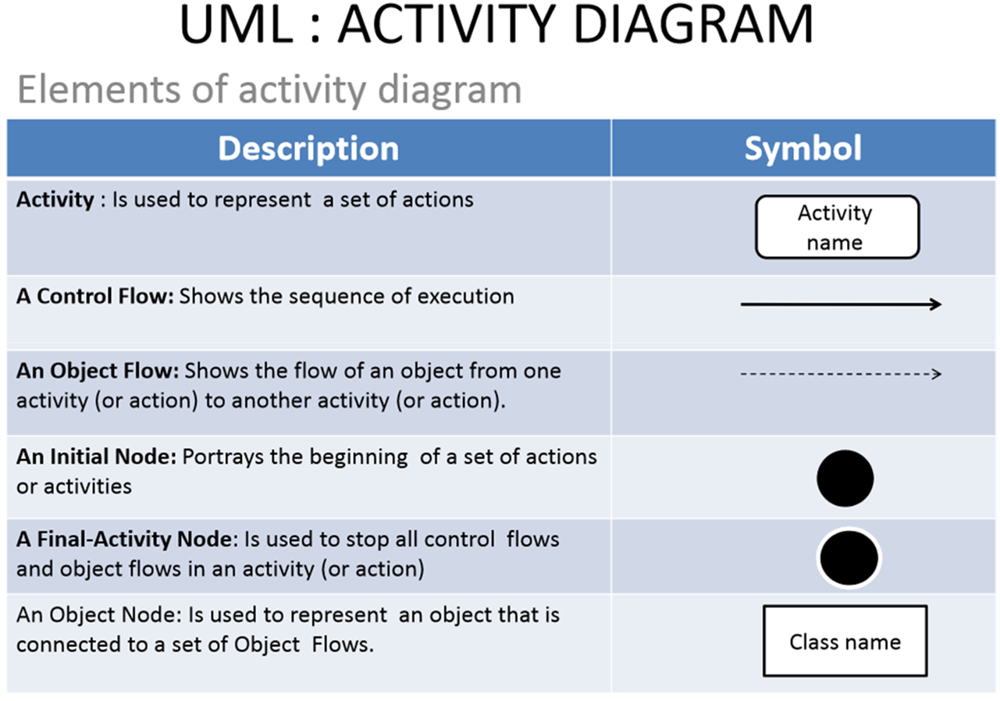 UML : ACTIVITY DIAGRAM
Elements of activity diagram
Description
Symbol
Activity : Is used to represent  a set of actions
Activity
name
A Control Flow: Shows the sequence of execution
An Object Flow: Shows the flow of an object from one
activity (or action) to another activity (or action).
An Initial Node: Portrays the beginning  of a set of actions
or activities
A Final-Activity Node: Is used to stop all control  flows
and object flows in an activity (or action)
An Object Node: Is used to represent  an object that is
connected to a set of Object  Flows.
Class name